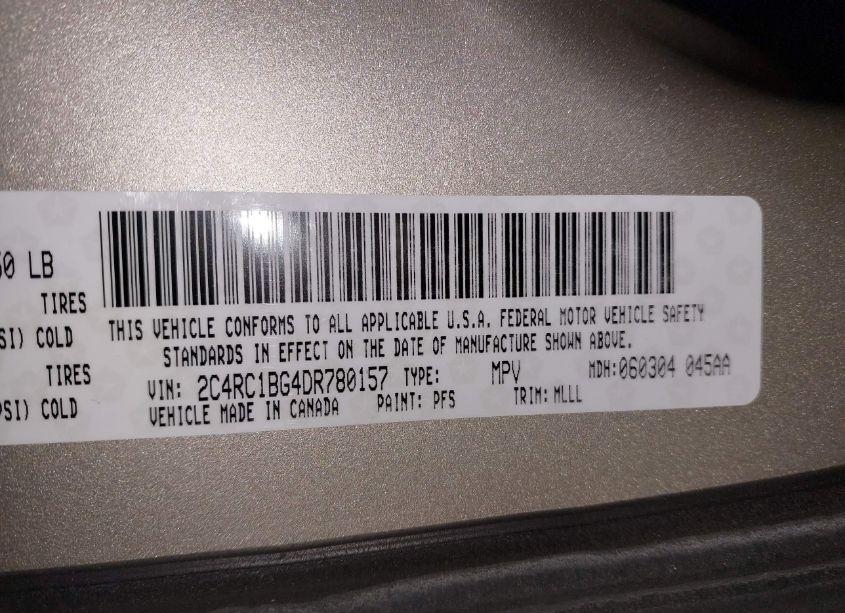 50 LB
TIRES
SI) COLD
TIRES
PSI) COLD
THIS VEHICLE CONFORMS TO ALL APPLICABLE U.S.A. FEDERAL MOTOR VEHICLE SAFETY
STANDARDS IN EFFECT ON THE DATE OF MANUFACTURE SHOWN ABOVE.
VIN: 2C4RC1BG4DR780157 TYPE: MPV MDH:060304 045AA
VEHICLE MADE IN CANADA PAINT: PFS TRIM: MLLL